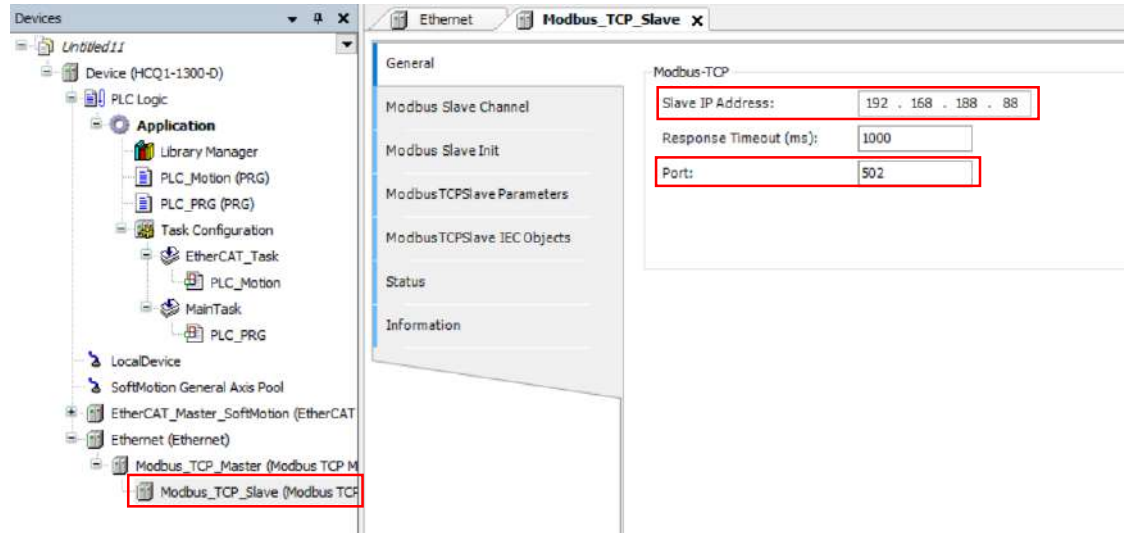 Devices
Untitled11
Device (HCQ1-1300-D)
PLC Logic
Application
Library Manager
PLC_Motion (PRG)
PLC_PRG (PRG)
Task Configuration
EtherCAT_Task
PLC_Motion
MainTask
PLC_PRG
LocalDevice
SoftMotion General Axis Pool
EtherCAT_Master_SoftMotion (EtherCAT
Ethernet (Ethernet)
Modbus_TCP_Master (Modbus TCP M
Modbus_TCP_Slave (Modbus TCP
Ethernet
Modbus_TCP_Slave X
General
Modbus Slave Channel
Modbus Slave Init
ModbusTCPSlave Parameters
ModbusTCPSlave IEC Objects
Status
Information
Modbus-TCP
Slave IP Address: 192 . 168 . 188 . 88
Response Timeout (ms): 1000
Port: 502